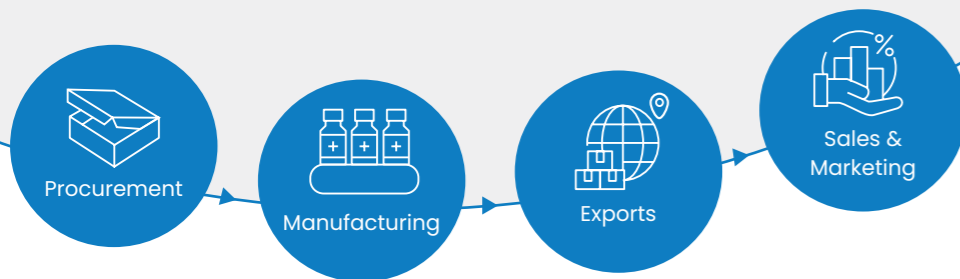 Procurement
Manufacturing
Exports
Sales &
Marketing
%